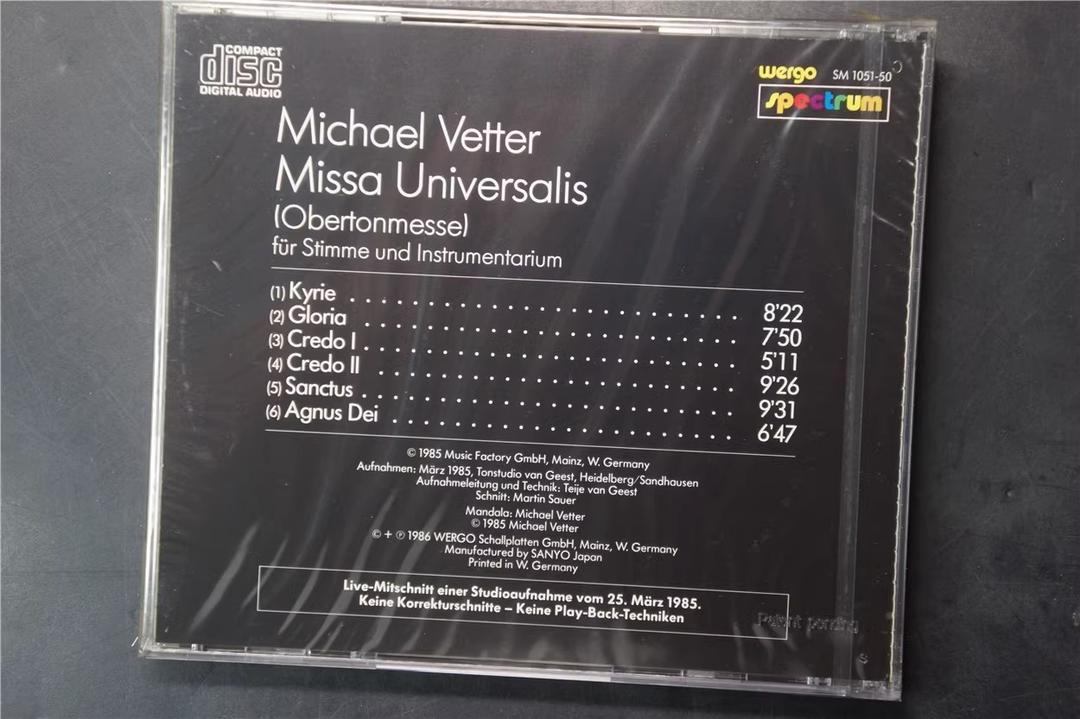 COMPACT
disc
DIGITAL AUDIO
wergo SM 1051-50
spectrum
Michael Vetter
Missa Universalis
(Obertonmesse)
für Stimme und Instrumentarium
(1) Kyrie . . . . . . . . . . . . . . . . . . . . . . . . . . . . . . 8'22
(2) Gloria . . . . . . . . . . . . . . . . . . . . . . . . . . . . . 7'50
(3) Credo I . . . . . . . . . . . . . . . . . . . . . . . . . . . . . 5'11
(4) Credo II . . . . . . . . . . . . . . . . . . . . . . . . . . . . 9'26
(5) Sanctus . . . . . . . . . . . . . . . . . . . . . . . . . . . . . 9'31
(6) Agnus Dei . . . . . . . . . . . . . . . . . . . . . . . . . . . 6'47
© 1985 Music Factory GmbH, Mainz, W. Germany
Aufnahmen: März 1985, Tonstudio van Geest, Heidelberg/Sandhausen
Aufnahmeleitung und Technik: Teije van Geest
Schnitt: Martin Sauer
Mandala: Michael Vetter
© 1985 Michael Vetter
© + ℗ 1986 WERGO Schallplatten GmbH, Mainz, W. Germany
Manufactured by SANYO Japan
Printed in W. Germany
Live-Mitschnitt einer Studioaufnahme vom 25. März 1985.
Keine Korrekturschnitte – Keine Play-Back-Techniken
Patent pending